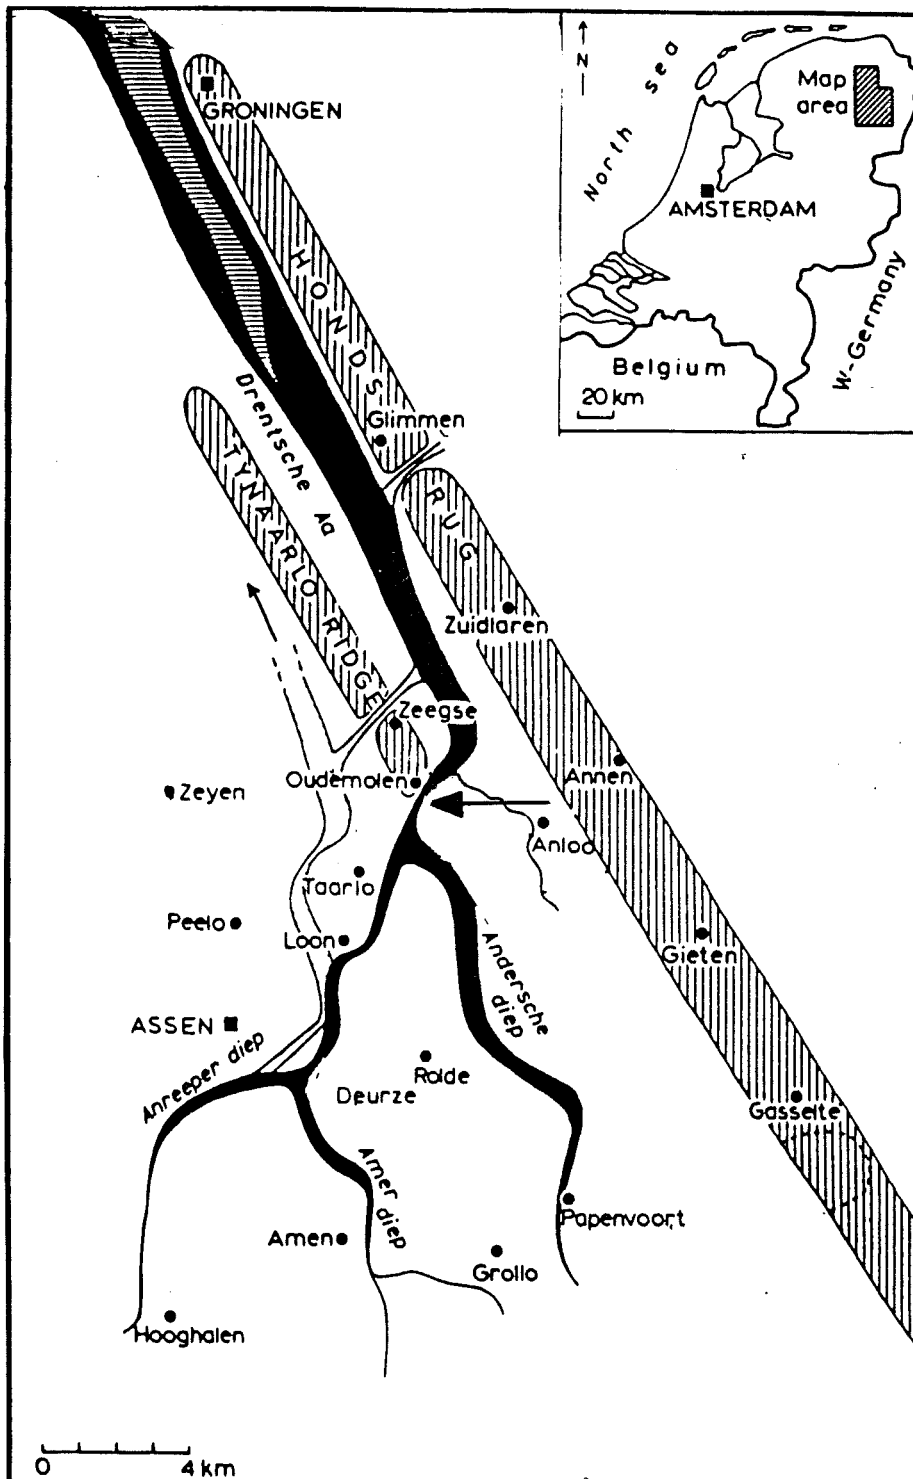 GRONINGEN
HONDSRUG
Drentsche Aa
Glimmen
TYNAARLO RIDGE
Zuidlaren
Zeegse
Oudemolen
Zeyen
Annen
Anloo
Taarlo
Peelo
Loon
Gieten
Andersche
diep
ASSEN
Anreeper diep
Rolde
Deurze
Gasselte
Amer diep
Papenvoort
Amen
Grollo
Hooghalen
0 4 km
N
North sea
Map
area
AMSTERDAM
W-Germany
Belgium
20 km